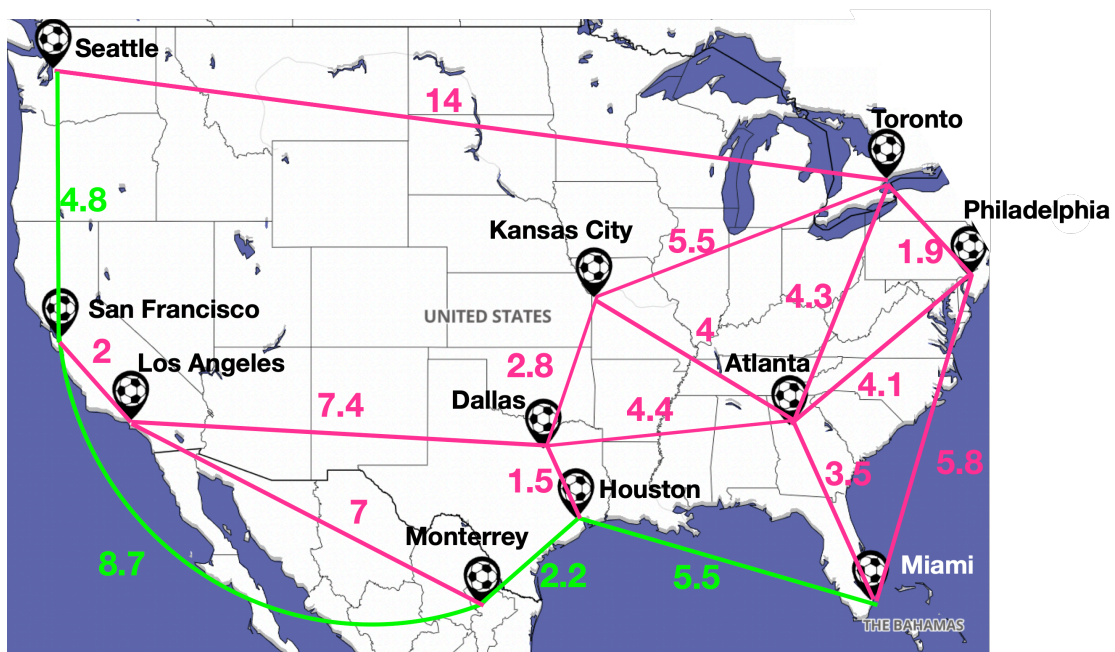 Seattle
14
Toronto
4.8
Philadelphia
Kansas City
5.5
1.9
4.3
San Francisco
UNITED STATES
4
2
Los Angeles
2.8
Atlanta
4.1
Dallas
7.4
4.4
3.5
5.8
1.5
Houston
7
Monterrey
8.7
2.2
5.5
Miami
THE BAHAMAS